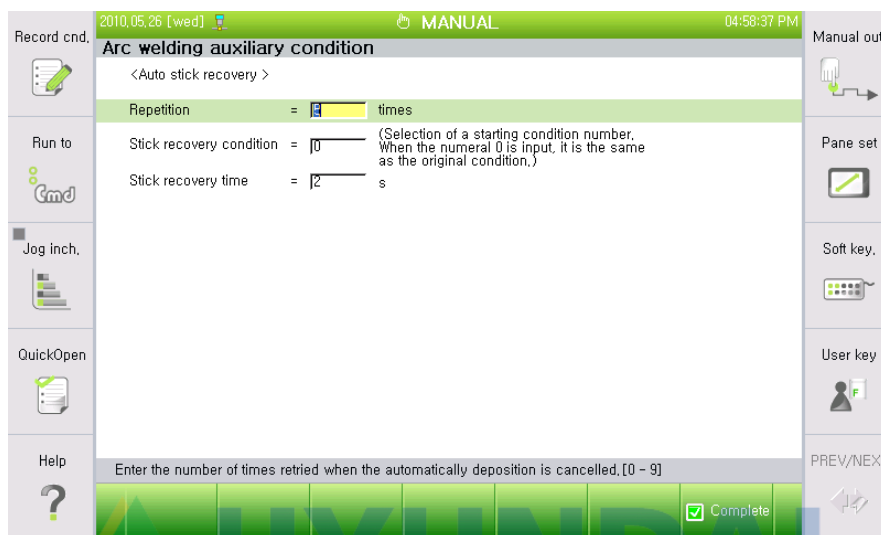 2010,05,26 [wed]
MANUAL
04:58:37 PM
Arc welding auxiliary condition
<Auto stick recovery >
Repetition = 2 times
Stick recovery condition = 0 (Selection of a starting condition number,
When the numeral 0 is input, it is the same
as the original condition,)
Stick recovery time = 2 s
Enter the number of times retried when the automatically deposition is cancelled,[0 - 9]
Complete
HYUNDAI
Record cnd,
Run to
Cmd
Jog inch,
QuickOpen
Help
?
Manual out
Pane set
Soft key,
User key
F
PREV/NEX